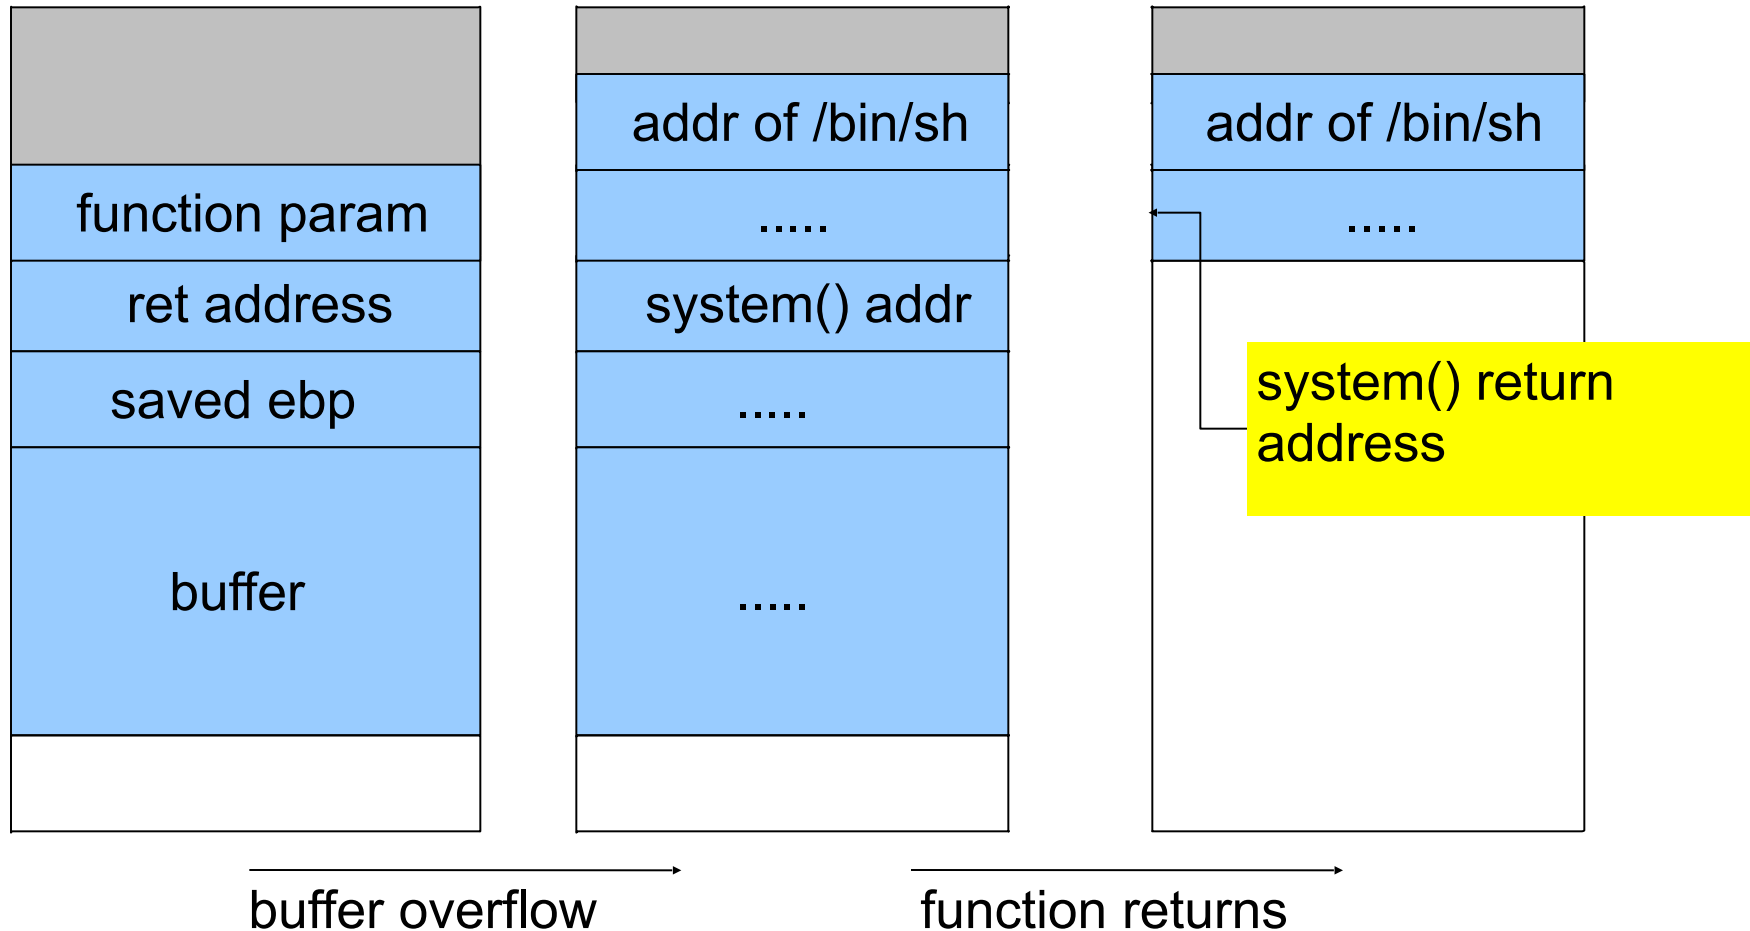 function param
ret address
saved ebp
buffer
addr of /bin/sh
.....
system() addr
.....
.....
addr of /bin/sh
.....
system() return
address
buffer overflow
function returns